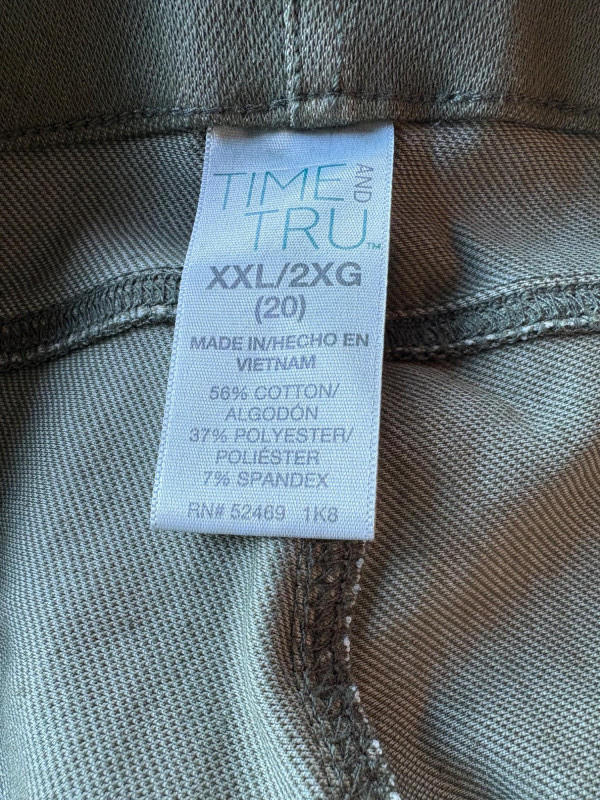 TIME AND
TRU™
XXL/2XG
(20)
MADE IN/HECHO EN
VIETNAM
56% COTTON/
ALGODÓN
37% POLYESTER/
POLIÉSTER
7% SPANDEX
RN# 52469 1K8